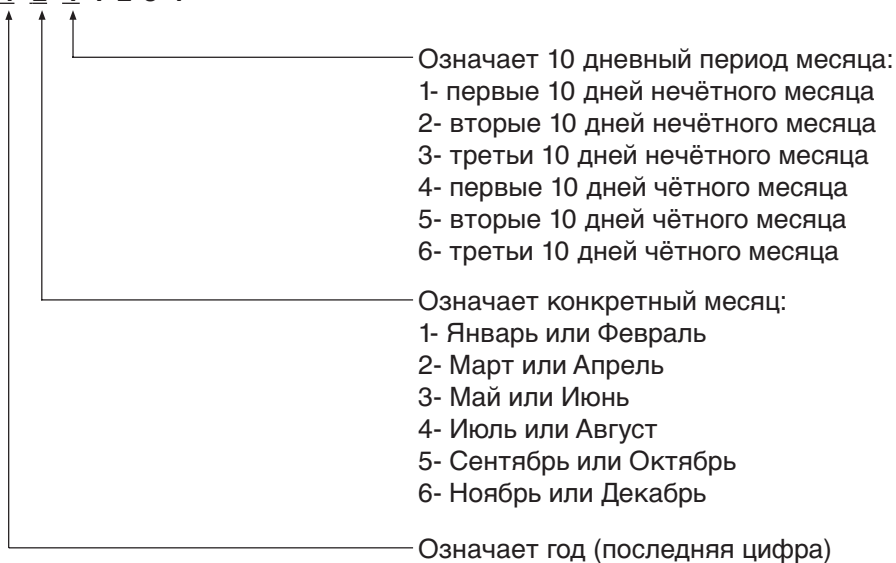 Означает 10 дневный период месяца:
1- первые 10 дней нечётного месяца
2- вторые 10 дней нечётного месяца
3- третьи 10 дней нечётного месяца
4- первые 10 дней чётного месяца
5- вторые 10 дней чётного месяца
6- третьи 10 дней чётного месяца
Означает конкретный месяц:
1- Январь или Февраль
2- Март или Апрель
3- Май или Июнь
4- Июль или Август
5- Сентябрь или Октябрь
6- Ноябрь или Декабрь
Означает год (последняя цифра)